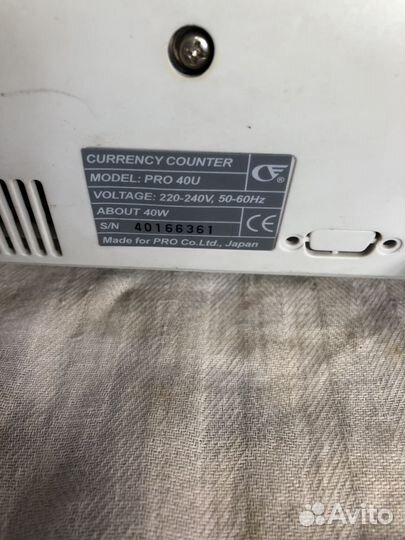 CURRENCY COUNTER
MODEL: PRO 40U
VOLTAGE: 220-240V, 50-60Hz
ABOUT 40W
S/N 40166361
Made for PRO Co.Ltd., Japan
®
CE
Avito